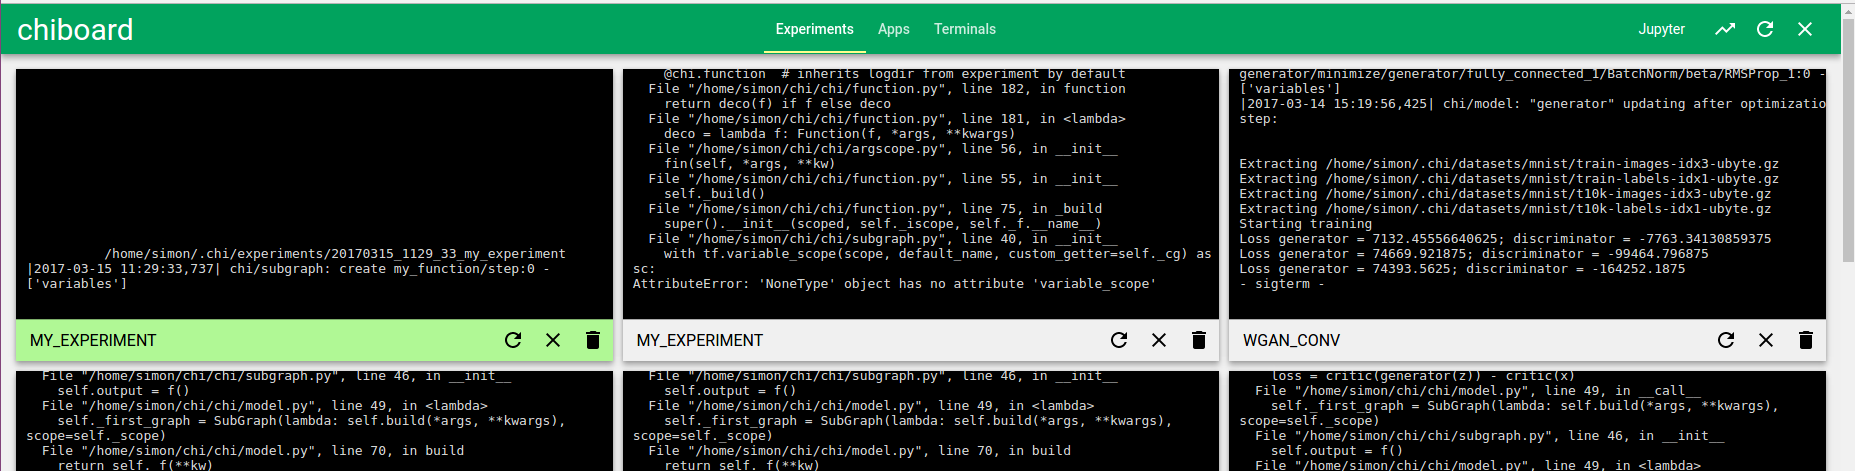 chiboard
Experiments
Apps
Terminals
Jupyter
/home/simon/.chi/experiments/20170315_1129_33_my_experiment
|2017-03-15 11:29:33,737| chi/subgraph: create my_function/step:0 -
['variables']
MY_EXPERIMENT
@chi.function  # inherits logdir from experiment by default
File "/home/simon/chi/chi/function.py", line 182, in function
return deco(f) if f else deco
File "/home/simon/chi/chi/function.py", line 181, in <lambda>
deco = lambda f: Function(f, *args, **kwargs)
File "/home/simon/chi/chi/argscope.py", line 56, in __init__
fin(self, *args, **kw)
File "/home/simon/chi/chi/function.py", line 55, in __init__
self._build()
File "/home/simon/chi/chi/function.py", line 75, in _build
super().__init__(scoped, self._iscope, self._f.__name__)
File "/home/simon/chi/chi/subgraph.py", line 40, in __init__
with tf.variable_scope(scope, default_name, custom_getter=self._cg) as
sc:
AttributeError: 'NoneType' object has no attribute 'variable_scope'
MY_EXPERIMENT
generator/minimize/generator/fully_connected_1/BatchNorm/beta/RMSProp_1:0 -
['variables']
|2017-03-14 15:19:56,425| chi/model: "generator" updating after optimizatio
step:
Extracting /home/simon/.chi/datasets/mnist/train-images-idx3-ubyte.gz
Extracting /home/simon/.chi/datasets/mnist/train-labels-idx1-ubyte.gz
Extracting /home/simon/.chi/datasets/mnist/t10k-images-idx3-ubyte.gz
Extracting /home/simon/.chi/datasets/mnist/t10k-labels-idx1-ubyte.gz
Starting training
Loss generator = 7132.45556640625; discriminator = -7763.34130859375
Loss generator = 74669.921875; discriminator = -99464.796875
Loss generator = 74393.5625; discriminator = -164252.1875
- sigterm -
WGAN_CONV
File "/home/simon/chi/chi/subgraph.py", line 46, in __init__
self.output = f()
File "/home/simon/chi/chi/model.py", line 49, in <lambda>
self._first_graph = SubGraph(lambda: self.build(*args, **kwargs),
scope=self._scope)
File "/home/simon/chi/chi/model.py", line 70, in build
return self._f(**kw)
File "/home/simon/chi/chi/subgraph.py", line 46, in __init__
self.output = f()
File "/home/simon/chi/chi/model.py", line 49, in <lambda>
self._first_graph = SubGraph(lambda: self.build(*args, **kwargs),
scope=self._scope)
File "/home/simon/chi/chi/model.py", line 70, in build
return self._f(**kw)
loss = critic(generator(z)) - critic(x)
File "/home/simon/chi/chi/model.py", line 49, in __call__
self._first_graph = SubGraph(lambda: self.build(*args, **kwargs),
scope=self._scope)
File "/home/simon/chi/chi/subgraph.py", line 46, in __init__
self.output = f()
File "/home/simon/chi/chi/model.py", line 49, in <lambda>